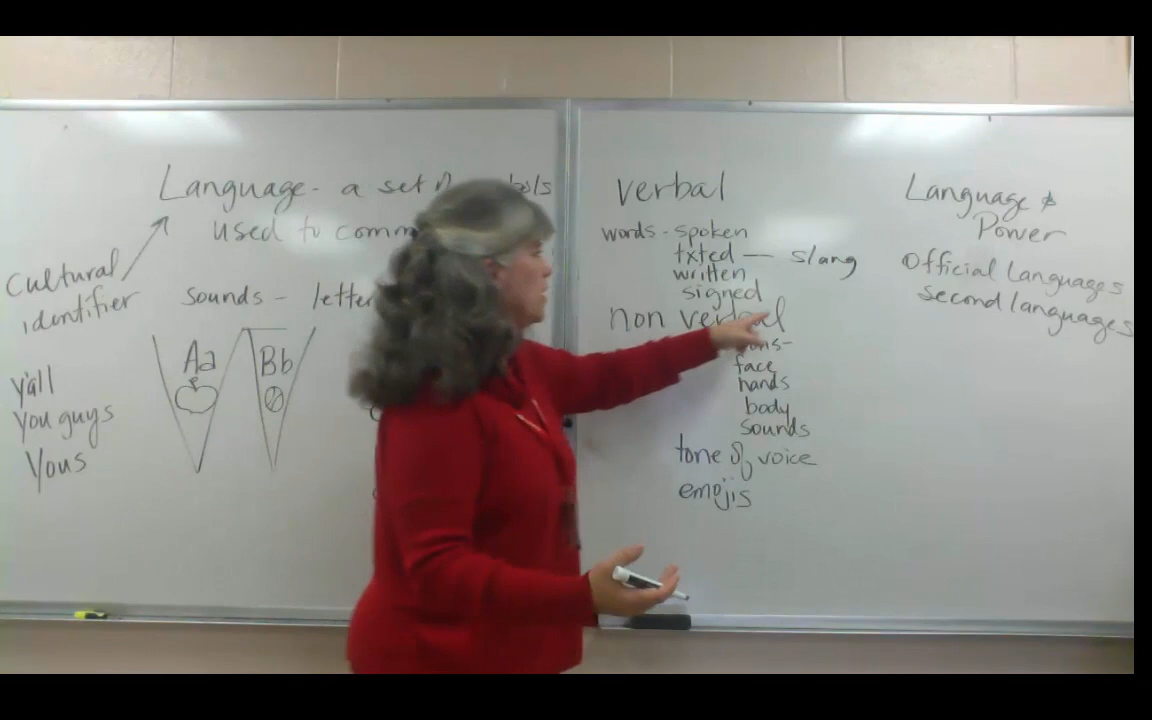 Language - a set
used to
Cultural
identifier
sounds -
Aa
Bb
y'all
you guys
Yous
verbal
words - spoken
txted — slang
written
signed
non verbal
face
hands
body
sounds
tone of voice
emojis
Language &
Power
Official Languages
Second languages